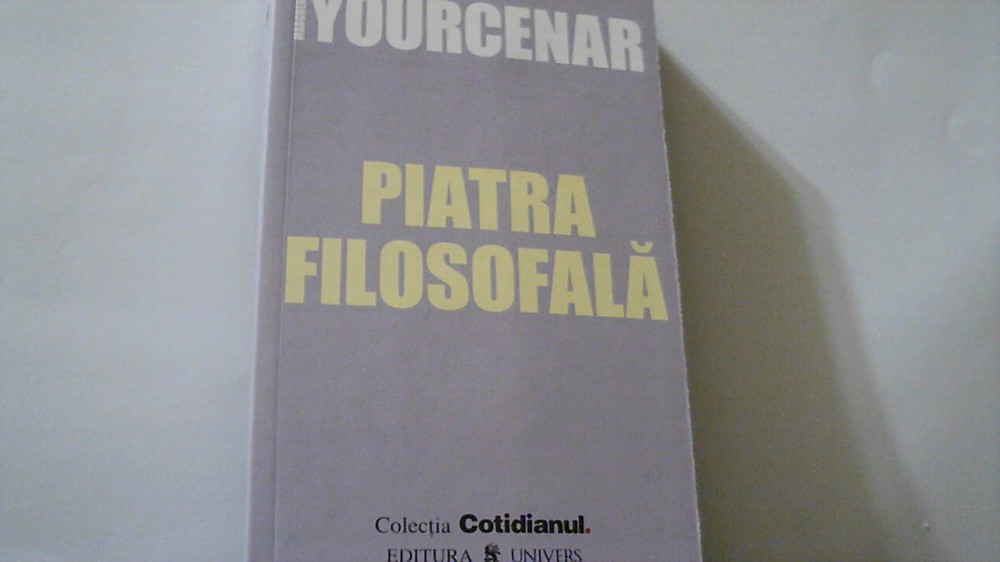 YOURCENAR
PIATRA
FILOSOFALĂ
Colecția Cotidianul.
EDITURA UNIVERS